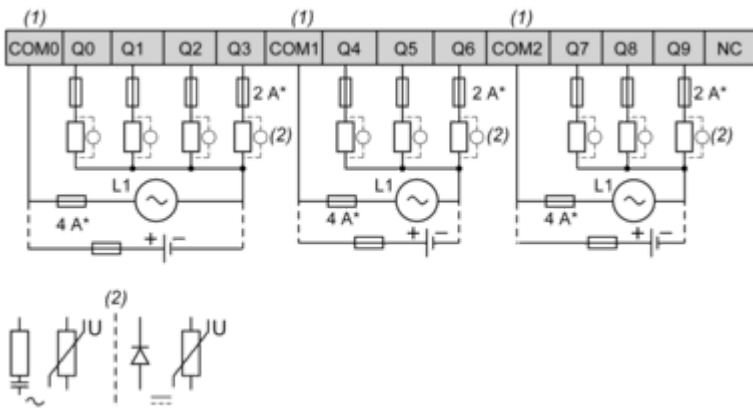 (1) (1) (1)
COM0 Q0 Q1 Q2 Q3 COM1 Q4 Q5 Q6 COM2 Q7 Q8 Q9 NC
2 A* 2 A* 2 A*
(2) (2) (2)
L1 L1 L1
4 A* 4 A* 4 A*
+ − + − + −
(2)
U U